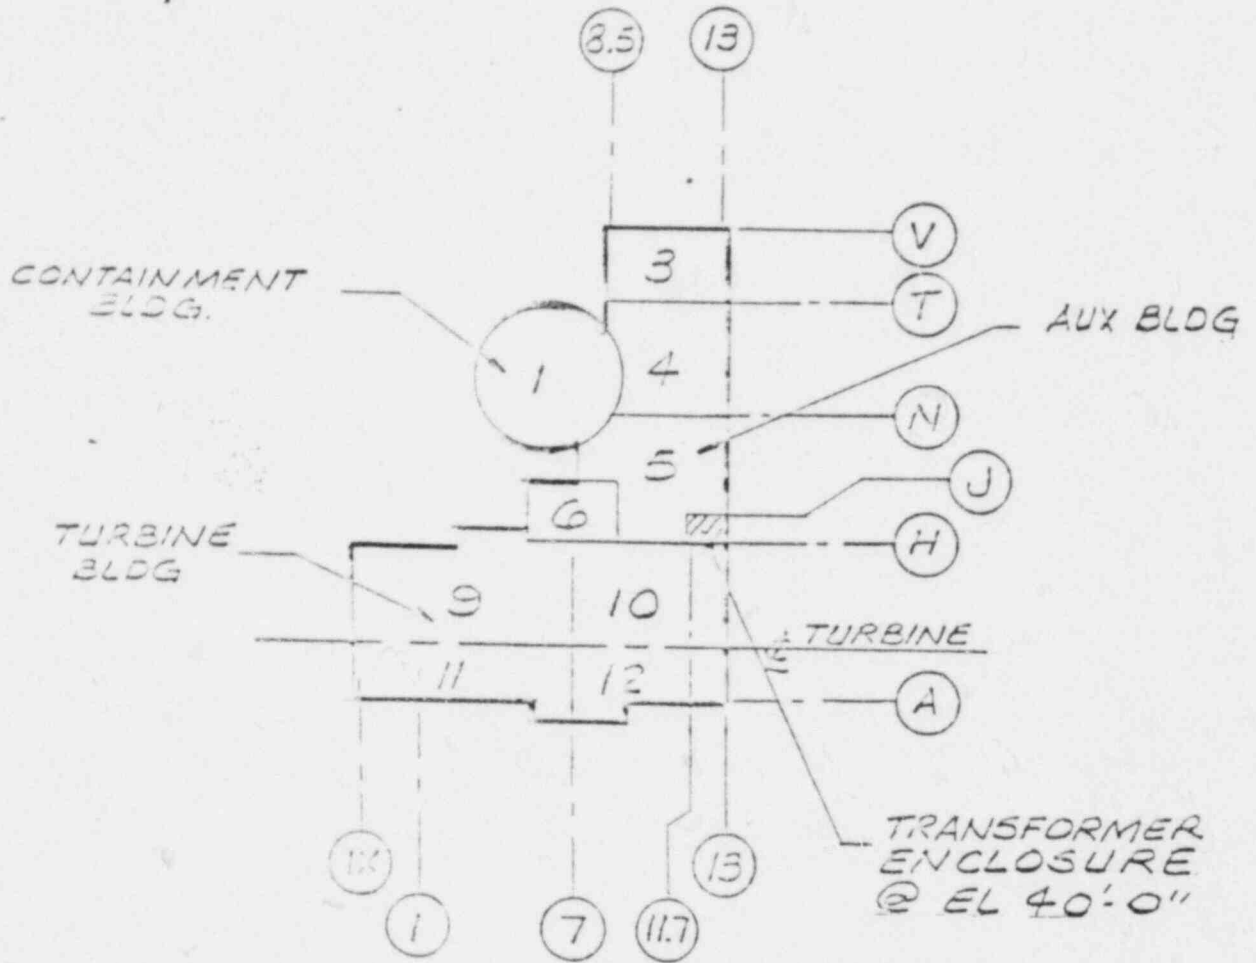 8.5
13
V
3
T
CONTAINMENT
BLDG.
AUX BLDG
1
4
N
5
J
6
H
TURBINE
BLDG
9
10
℄ TURBINE
11
12
A
TRANSFORMER
ENCLOSURE
@ EL 40'-0"
1X
13
1
7
11.7